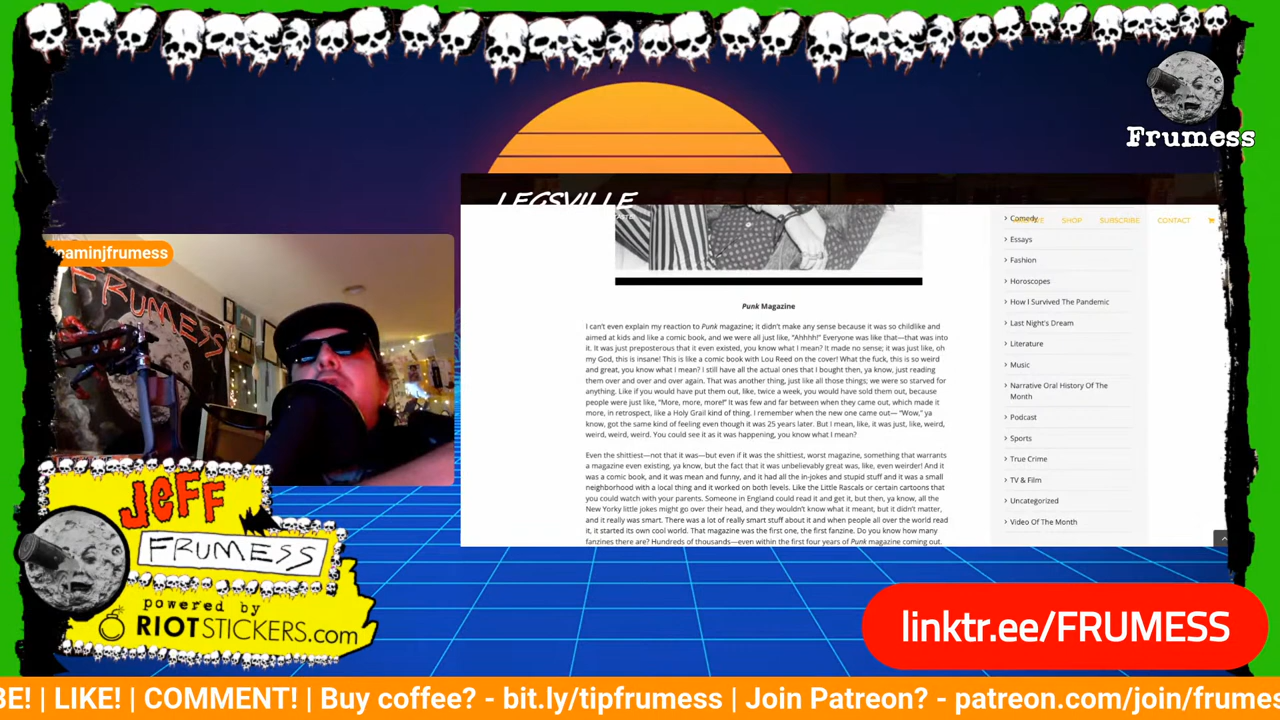 Frumess
LEGSVILLE
TASTE
SHOP
SUBSCRIBE
CONTACT
aminjfrumess
FRUMESS
Punk Magazine
I can't even explain my reaction to Punk magazine; it didn't make any sense because it was so childlike and
aimed at kids and like a comic book, and we were all just like, "Ahhhh!" Everyone was like that—that was into
it. It was just preposterous that it even existed, you know what I mean? It made no sense; it was just like, oh
my God, this is insane! This is like a comic book with Lou Reed on the cover! What the fuck, this is so weird
and great, you know what I mean? I still have all the actual ones that I bought then, ya know, just reading
them over and over and over again. That was another thing, just like all those things; we were so starved for
anything. Like if you would have put them out, like, twice a week, you would have sold them out, because
people were just like, "More, more, more!" It was few and far between when they came out, which made it
more, in retrospect, like a Holy Grail kind of thing. I remember when the new one came out— "Wow," ya
know, got the same kind of feeling even though it was 25 years later. But I mean, like, it was just, like, weird,
weird, weird, weird. You could see it as it was happening, you know what I mean?
Even the shittiest—not that it was—but even if it was the shittiest, worst magazine, something that warrants
a magazine even existing, ya know, but the fact that it was unbelievably great was, like, even weirder! And it
was a comic book, and it was mean and funny, and it had all the in-jokes and stupid stuff and it was a small
neighborhood with a local thing and it worked on both levels. Like the Little Rascals or certain cartoons that
you could watch with your parents. Someone in England could read it and get it, but then, ya know, all the
New Yorky little jokes might go over their head, and they wouldn't know what it meant, but it didn't matter,
and it really was smart. There was a lot of really smart stuff about it and when people all over the world read
it, it started its own cool world. That magazine was the first one, the first fanzine. Do you know how many
fanzines there are? Hundreds of thousands—even within the first four years of Punk magazine coming out.
Comedy
Essays
Fashion
Horoscopes
How I Survived The Pandemic
Last Night's Dream
Literature
Music
Narrative Oral History Of The
Month
Podcast
Sports
True Crime
TV & Film
Uncategorized
Video Of The Month
JEFF
FRUMESS
powered by
RIOTSTICKERS.com
linktr.ee/FRUMESS
BE! | LIKE! | COMMENT! | Buy coffee? - bit.ly/tipfrumess | Join Patreon? - patreon.com/join/frumes